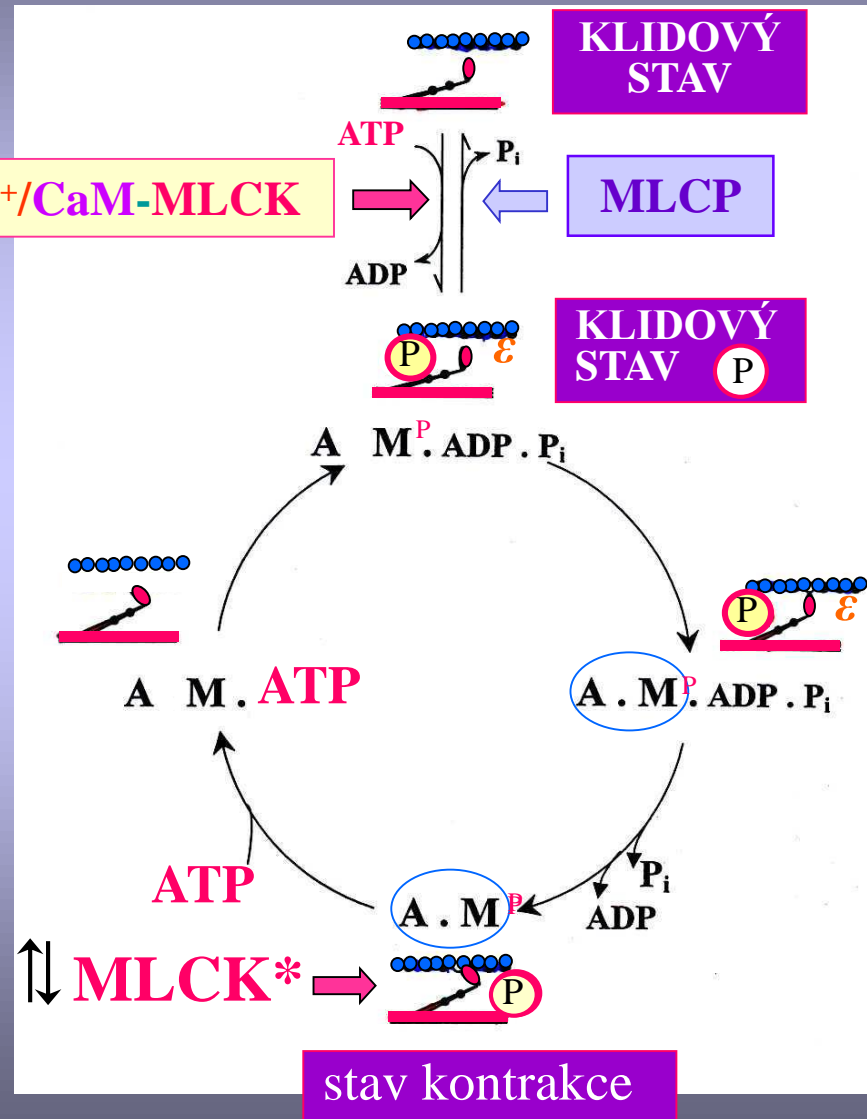 KLIDOVÝ
STAV
ATP
Pi
+/CaM-MLCK
MLCP
ADP
KLIDOVÝ
STAV P
P ε
A M P. ADP . Pi
P ε
A M . ATP
A . M P. ADP . Pi
ATP
Pi
A . M P
ADP
↑↓ MLCK*
P
stav kontrakce